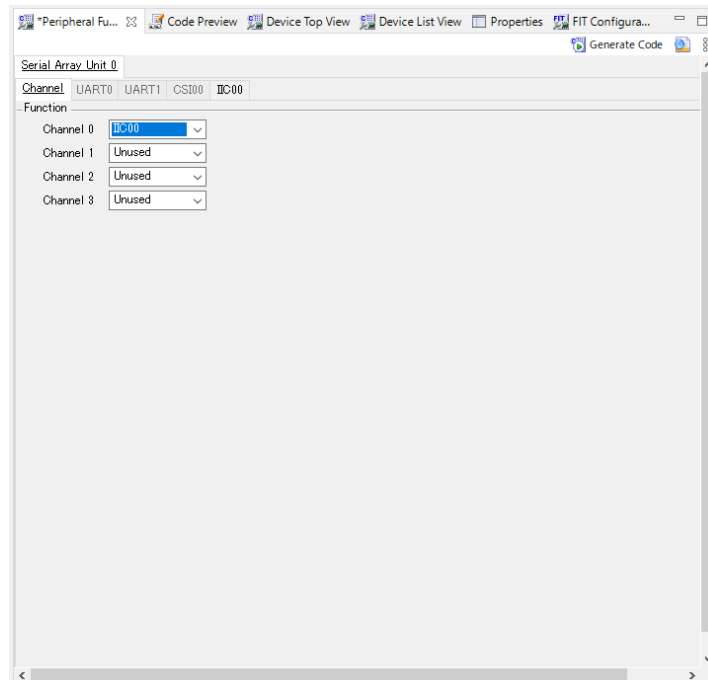 *Peripheral Fu... Code Preview Device Top View Device List View Properties FIT Configura...
Generate Code
Serial Array Unit 0
Channel UART0 UART1 CSI00 IIC00
Function
Channel 0 IIC00
Channel 1 Unused
Channel 2 Unused
Channel 3 Unused